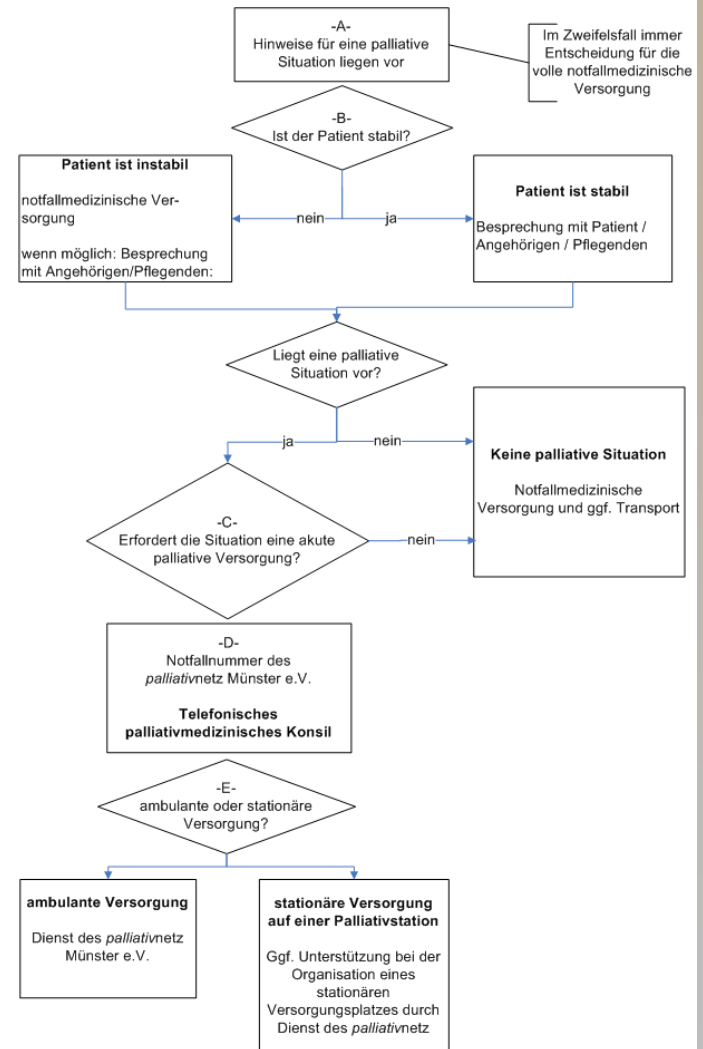 -A-
Hinweise für eine palliative
Situation liegen vor
Im Zweifelsfall immer
Entscheidung für die
volle notfallmedizinische
Versorgung
-B-
Ist der Patient stabil?
Patient ist instabil
notfallmedizinische Ver-
sorgung
wenn möglich: Besprechung
mit Angehörigen/Pflegenden:
nein
ja
Patient ist stabil
Besprechung mit Patient /
Angehörigen / Pflegenden
Liegt eine palliative
Situation vor?
ja
nein
Keine palliative Situation
Notfallmedizinische
Versorgung und ggf. Transport
-C-
Erfordert die Situation eine akute
palliative Versorgung?
nein
-D-
Notfallnummer des
palliativnetz Münster e.V.
Telefonisches
palliativmedizinisches Konsil
-E-
ambulante oder stationäre
Versorgung?
ambulante Versorgung
Dienst des palliativnetz
Münster e.V.
stationäre Versorgung
auf einer Palliativstation
Ggf. Unterstützung bei der
Organisation eines
stationären
Versorgungsplatzes durch
Dienst des palliativnetz